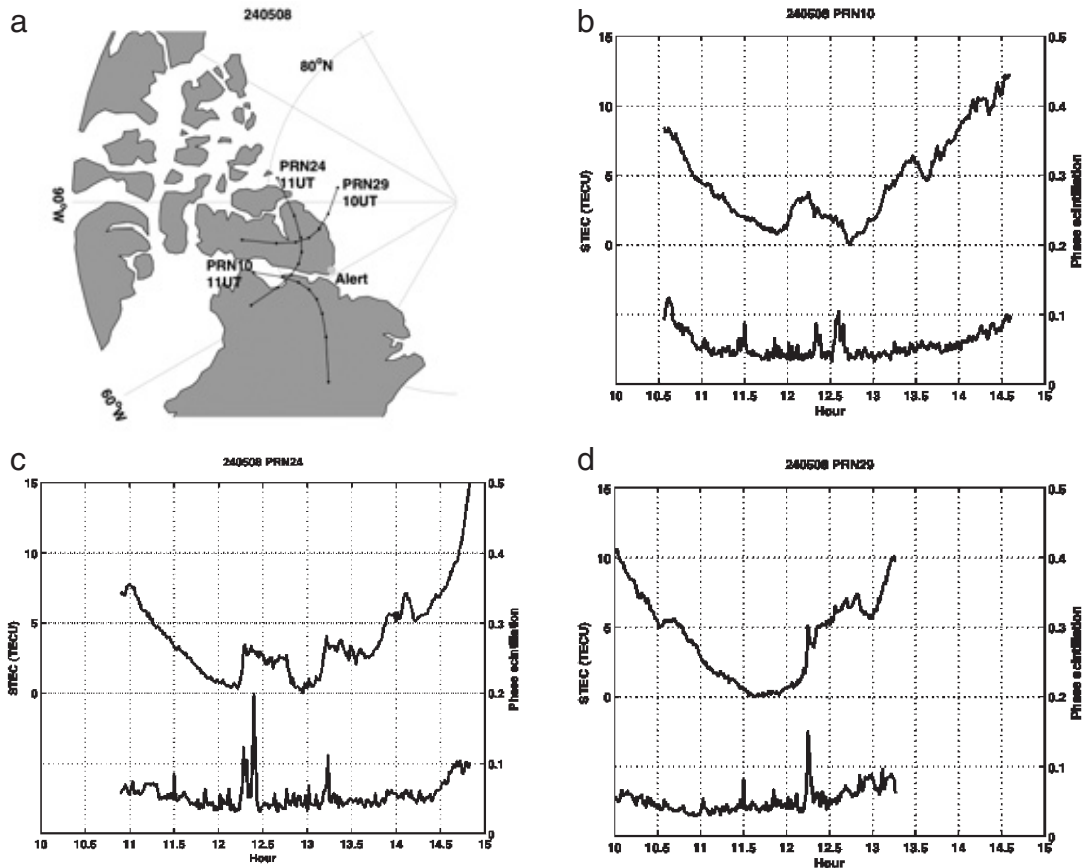 a
240508
80°N
PRN24
11UT
PRN29
10UT
90°W
PRN10
11UT
Alert
60°W
b
240508 PRN10
15
10
5
0
STEC (TECU)
0.5
0.4
0.3
0.2
0.1
0
Phase scintillation
10 10.5 11 11.5 12 12.5 13 13.5 14 14.5 15
Hour
c
240508 PRN24
15
10
5
0
STEC (TECU)
0.5
0.4
0.3
0.2
0.1
0
Phase scintillation
10 10.5 11 11.5 12 12.5 13 13.5 14 14.5 15
Hour
d
240508 PRN29
15
10
5
0
STEC (TECU)
0.5
0.4
0.3
0.2
0.1
0
Phase scintillation
10 10.5 11 11.5 12 12.5 13 13.5 14 14.5 15
Hour